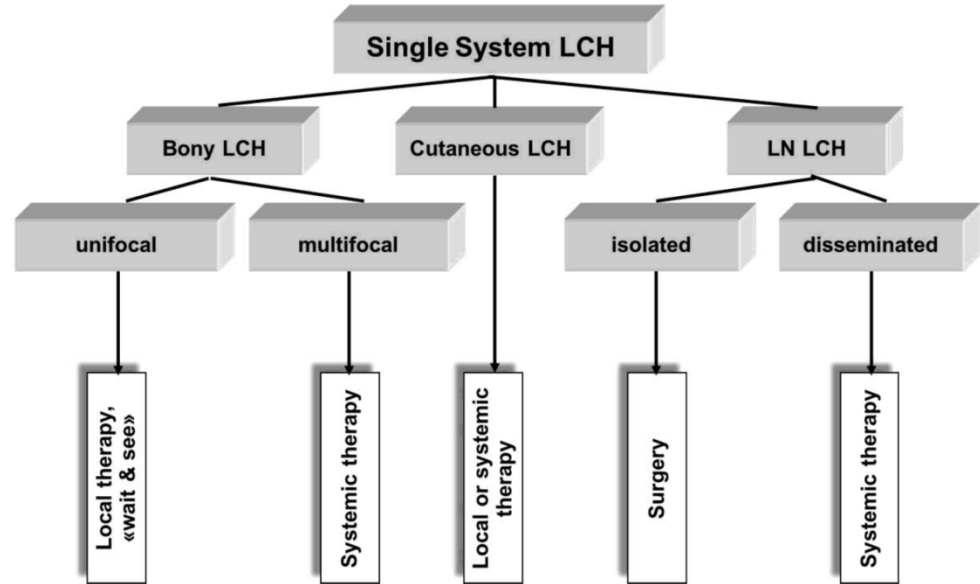 Single System LCH
Bony LCH
Cutaneous LCH
LN LCH
unifocal
multifocal
isolated
disseminated
Local therapy,
«wait & see»
Systemic therapy
Local or systemic
therapy
Surgery
Systemic therapy